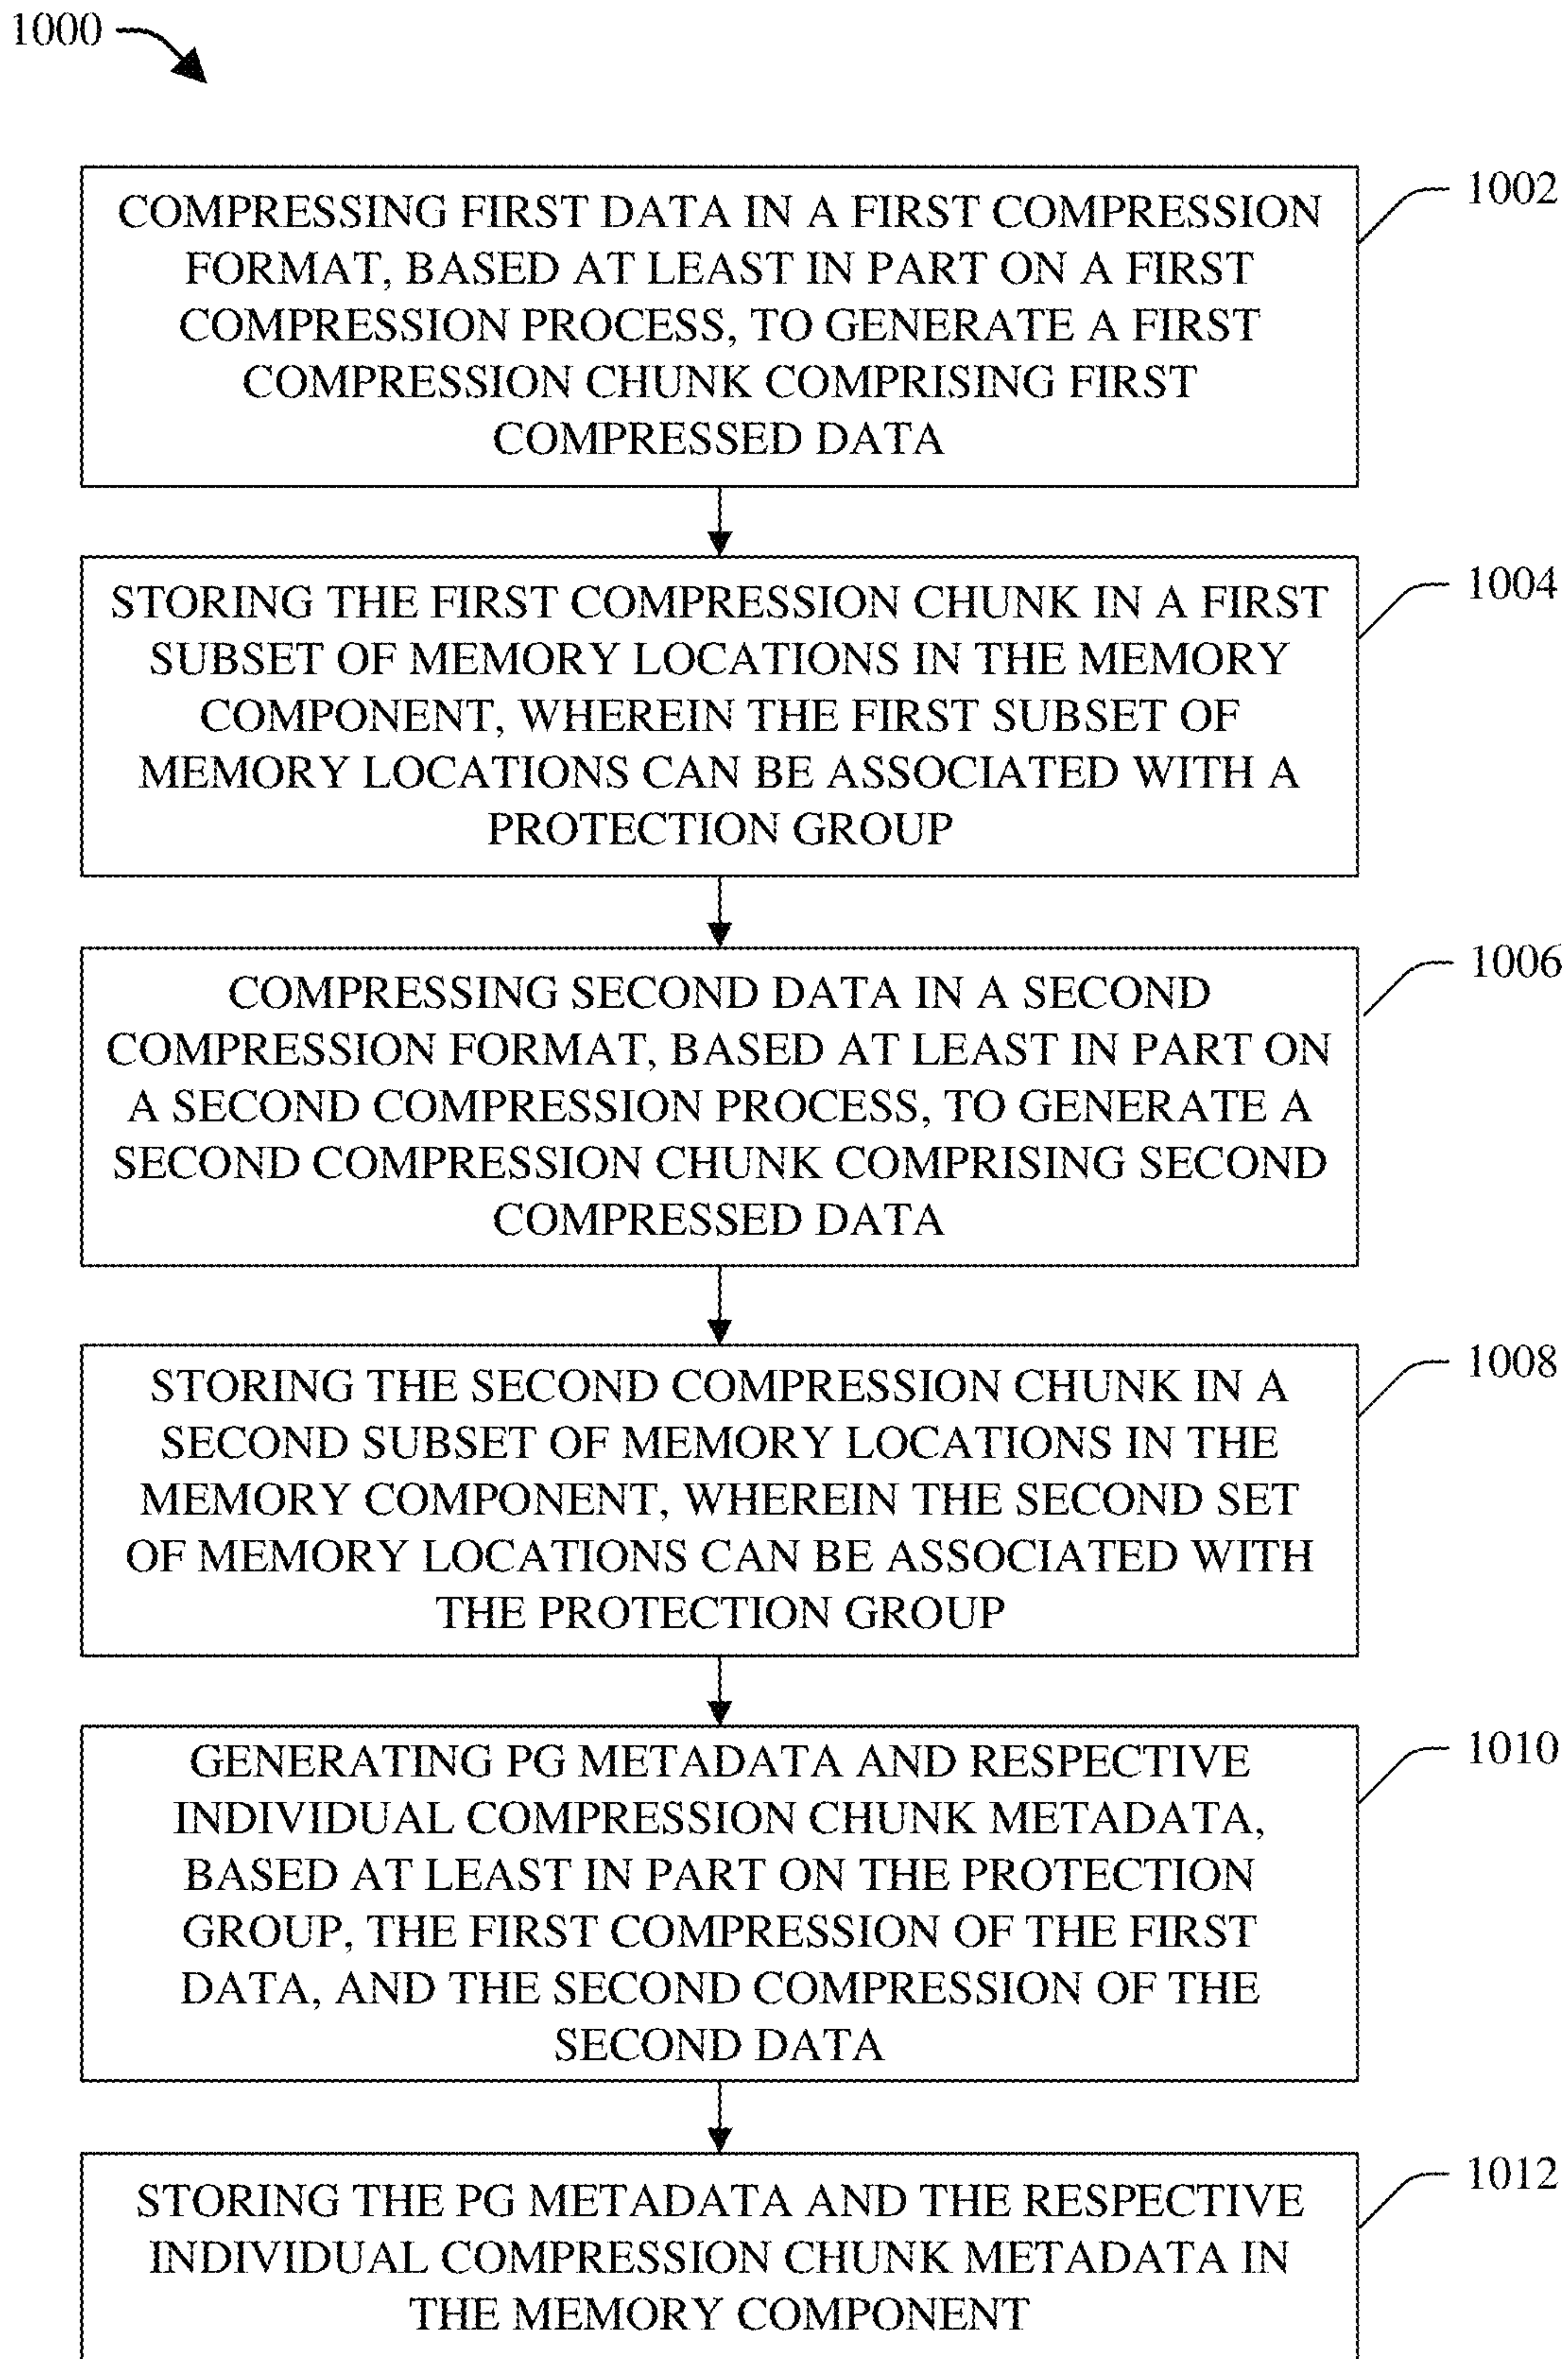 1000
COMPRESSING FIRST DATA IN A FIRST COMPRESSION
FORMAT, BASED AT LEAST IN PART ON A FIRST
COMPRESSION PROCESS, TO GENERATE A FIRST
COMPRESSION CHUNK COMPRISING FIRST
COMPRESSED DATA
1002
STORING THE FIRST COMPRESSION CHUNK IN A FIRST
SUBSET OF MEMORY LOCATIONS IN THE MEMORY
COMPONENT, WHEREIN THE FIRST SUBSET OF
MEMORY LOCATIONS CAN BE ASSOCIATED WITH A
PROTECTION GROUP
1004
COMPRESSING SECOND DATA IN A SECOND
COMPRESSION FORMAT, BASED AT LEAST IN PART ON
A SECOND COMPRESSION PROCESS, TO GENERATE A
SECOND COMPRESSION CHUNK COMPRISING SECOND
COMPRESSED DATA
1006
STORING THE SECOND COMPRESSION CHUNK IN A
SECOND SUBSET OF MEMORY LOCATIONS IN THE
MEMORY COMPONENT, WHEREIN THE SECOND SET
OF MEMORY LOCATIONS CAN BE ASSOCIATED WITH
THE PROTECTION GROUP
1008
GENERATING PG METADATA AND RESPECTIVE
INDIVIDUAL COMPRESSION CHUNK METADATA,
BASED AT LEAST IN PART ON THE PROTECTION
GROUP, THE FIRST COMPRESSION OF THE FIRST
DATA, AND THE SECOND COMPRESSION OF THE
SECOND DATA
1010
STORING THE PG METADATA AND THE RESPECTIVE
INDIVIDUAL COMPRESSION CHUNK METADATA IN
THE MEMORY COMPONENT
1012